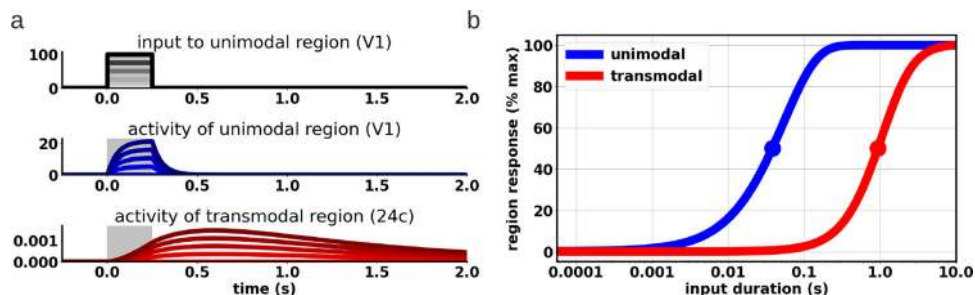 a
input to unimodal region (V1)
100
0
0.0 0.5 1.0 1.5 2.0
activity of unimodal region (V1)
20
0
0.0 0.5 1.0 1.5 2.0
activity of transmodal region (24c)
0.001
0.000
0.0 0.5 1.0 1.5 2.0
time (s)
b
region response (% max)
100
80
60
40
20
0
unimodal
transmodal
0.0001 0.001 0.01 0.1 1.0 10.0
input duration (s)